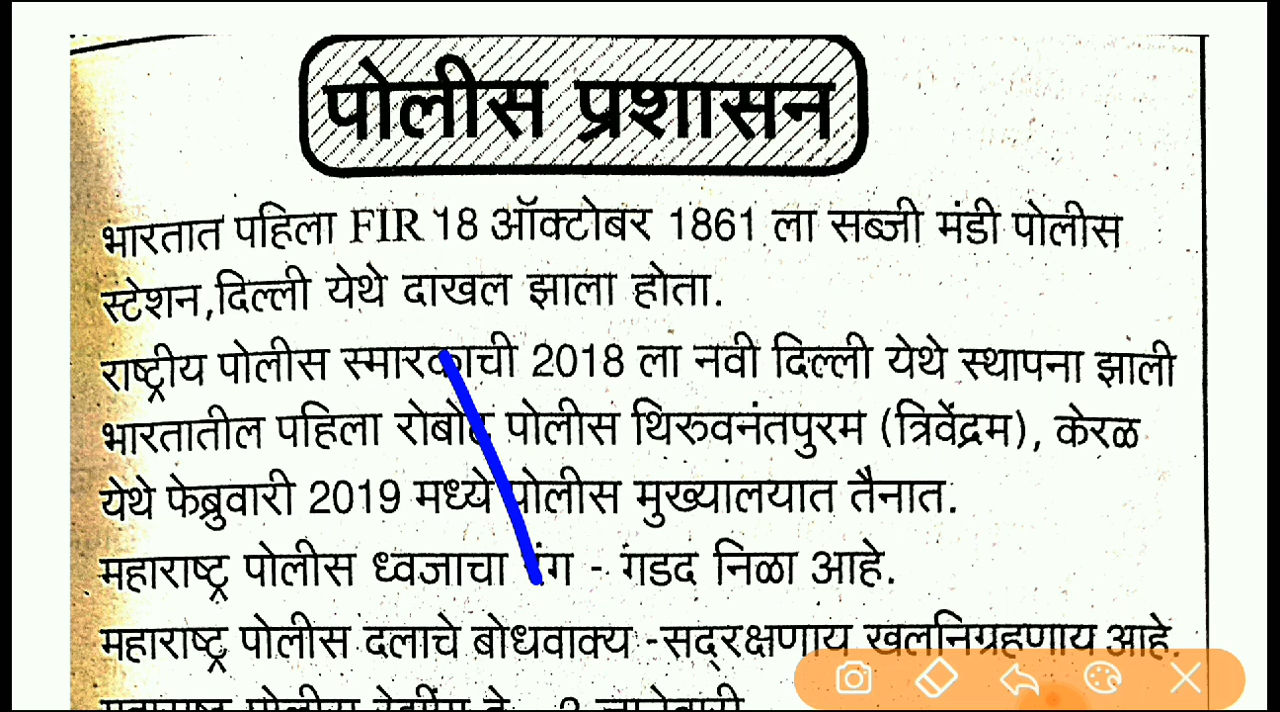 पोलीस प्रशासन
भारतात पहिला FIR 18 ऑक्टोबर 1861 ला सब्जी मंडी पोलीस
स्टेशन,दिल्ली येथे दाखल झाला होता.
राष्ट्रीय पोलीस स्मारकाची 2018 ला नवी दिल्ली येथे स्थापना झाली
भारतातील पहिला रोबोट पोलीस थिरुवनंतपुरम (त्रिवेंद्रम), केरळ
येथे फेब्रुवारी 2019 मध्ये पोलीस मुख्यालयात तैनात.
महाराष्ट्र पोलीस ध्वजाचा रंग - गडद निळा आहे.
महाराष्ट्र पोलीस दलाचे बोधवाक्य -सद्रक्षणाय खलनिग्रहणाय आहे.